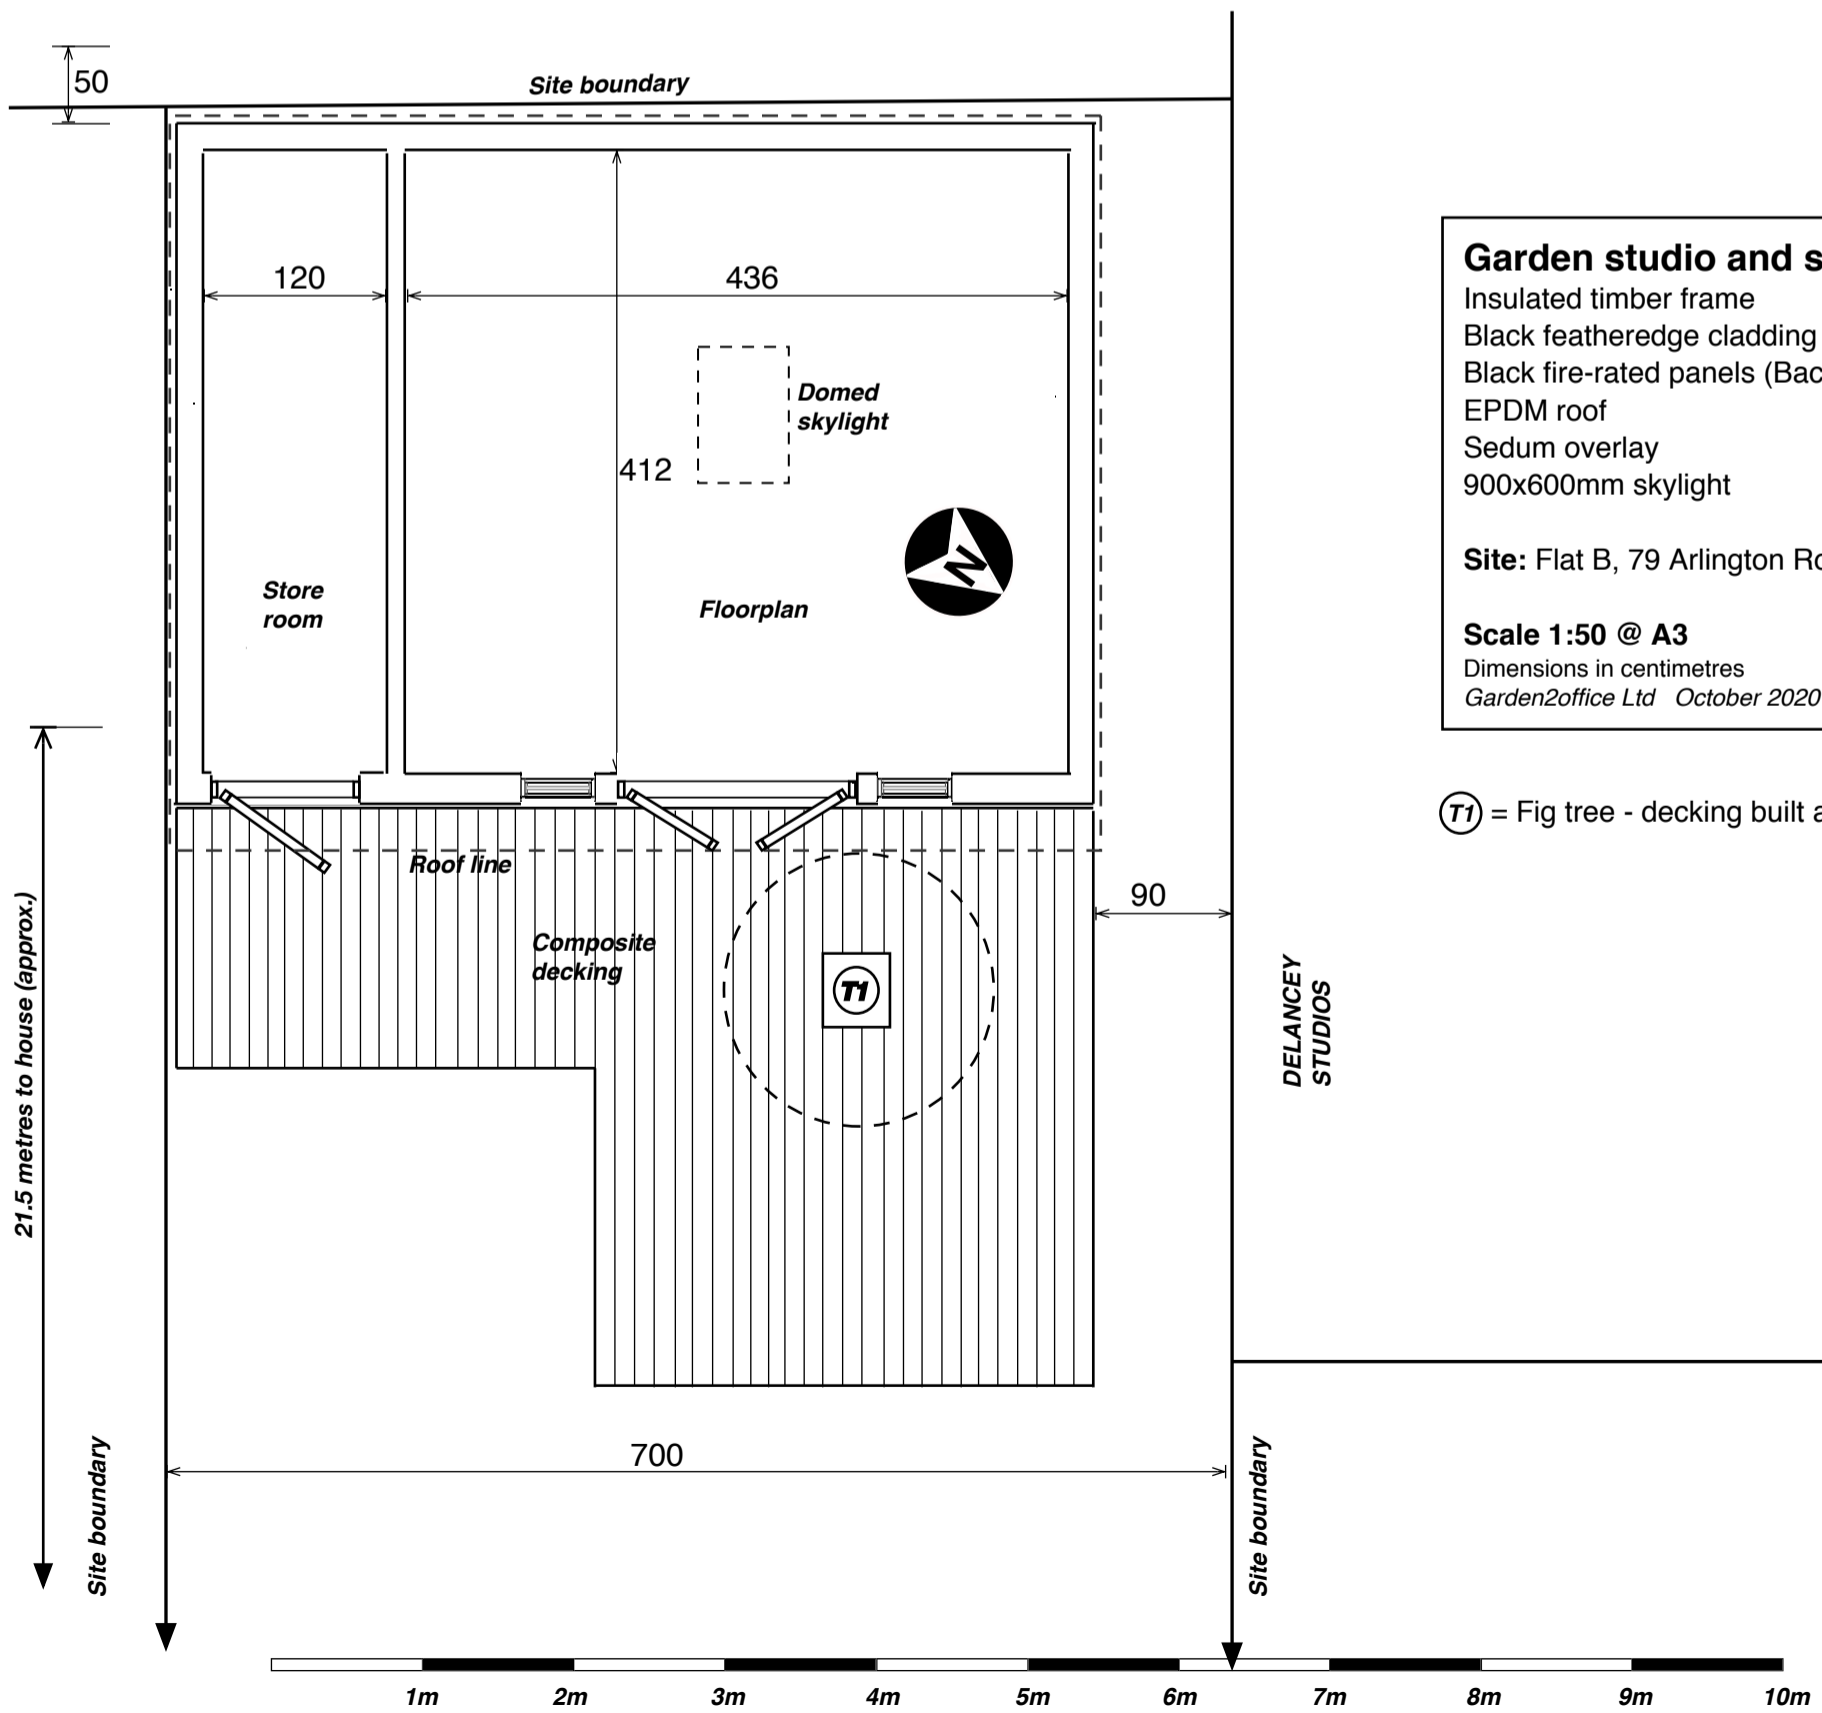 50
Site boundary
120
436
Domed
skylight
412
N
Store
room
Floorplan
Roof line
Composite
decking
T1
90
21.5 metres to house (approx.)
DELANCEY
STUDIOS
700
Site boundary
Site boundary
1m 2m 3m 4m 5m 6m 7m 8m 9m 10m
Garden studio and s
Insulated timber frame
Black featheredge cladding
Black fire-rated panels (Bac
EPDM roof
Sedum overlay
900x600mm skylight
Site: Flat B, 79 Arlington Ro
Scale 1:50 @ A3
Dimensions in centimetres
Garden2office Ltd October 2020
T1 = Fig tree - decking built a